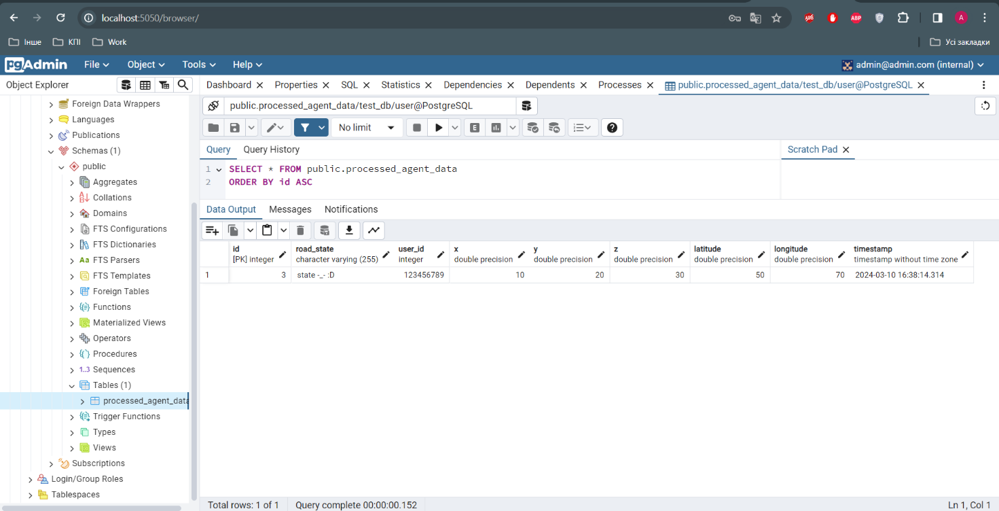 localhost:5050/browser/
ABP
A
Інше
КПІ
Work
Усі закладки
pgAdmin
File
Object
Tools
Help
admin@admin.com (internal)
Object Explorer
Dashboard
Properties
SQL
Statistics
Dependencies
Dependents
Processes
public.processed_agent_data/test_db/user@PostgreSQL
Foreign Data Wrappers
Languages
Publications
Schemas (1)
public
Aggregates
Collations
Domains
FTS Configurations
FTS Dictionaries
Aa FTS Parsers
FTS Templates
Foreign Tables
Functions
Materialized Views
Operators
Procedures
1..3 Sequences
Tables (1)
processed_agent_data
Trigger Functions
Types
Views
Subscriptions
Login/Group Roles
Tablespaces
public.processed_agent_data/test_db/user@PostgreSQL
No limit
E
Query
Query History
Scratch Pad
1 SELECT * FROM public.processed_agent_data
2 ORDER BY id ASC
Data Output
Messages
Notifications
id
[PK] integer
road_state
character varying (255)
user_id
integer
x
double precision
y
double precision
z
double precision
latitude
double precision
longitude
double precision
timestamp
timestamp without time zone
1 3 state -_- :D 123456789 10 20 30 50 70 2024-03-10 16:38:14.314
Total rows: 1 of 1
Query complete 00:00:00.152
Ln 1, Col 1